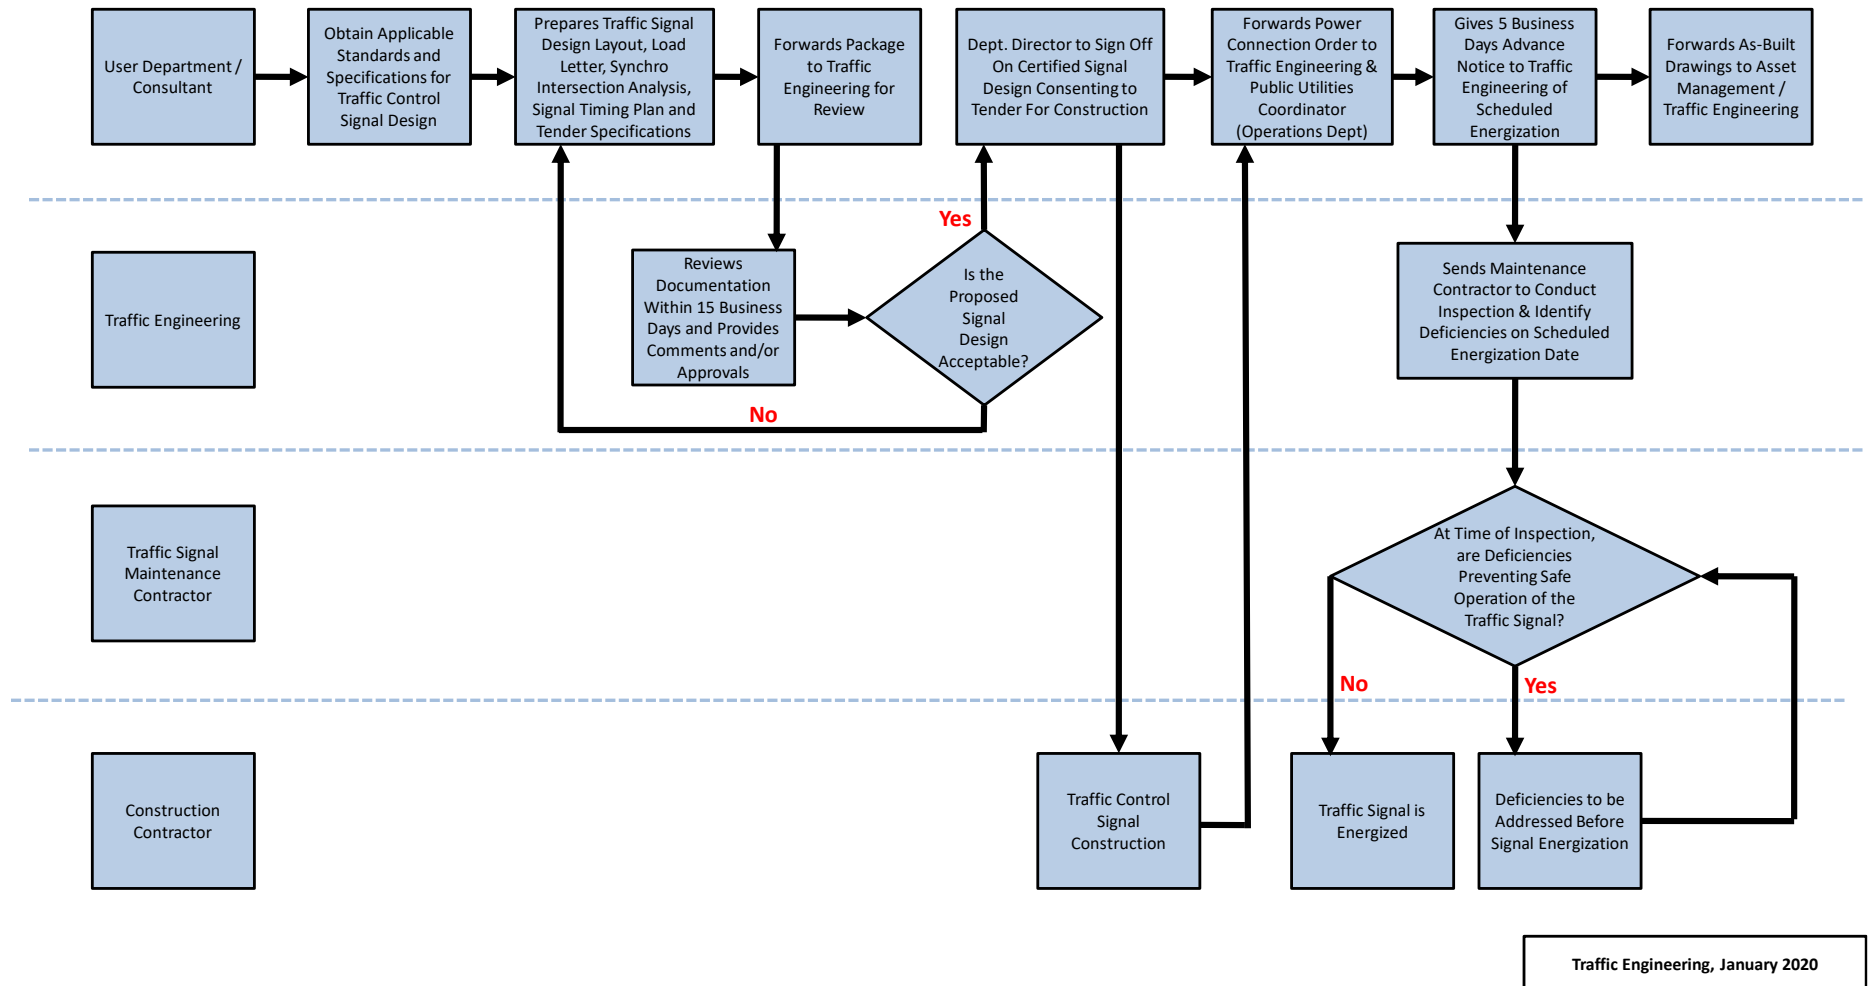 User Department /
Consultant
Obtain Applicable
Standards and
Specifications for
Traffic Control
Signal Design
Prepares Traffic Signal
Design Layout, Load
Letter, Synchro
Intersection Analysis,
Signal Timing Plan and
Tender Specifications
Forwards Package
to Traffic
Engineering for
Review
Dept. Director to Sign Off
On Certified Signal
Design Consenting to
Tender For Construction
Forwards Power
Connection Order to
Traffic Engineering &
Public Utilities
Coordinator
(Operations Dept)
Gives 5 Business
Days Advance
Notice to Traffic
Engineering of
Scheduled
Energization
Forwards As-Built
Drawings to Asset
Management /
Traffic Engineering
Traffic Engineering
Reviews
Documentation
Within 15 Business
Days and Provides
Comments and/or
Approvals
Yes
Is the
Proposed
Signal
Design
Acceptable?
No
Sends Maintenance
Contractor to Conduct
Inspection & Identify
Deficiencies on Scheduled
Energization Date
Traffic Signal
Maintenance
Contractor
At Time of Inspection,
are Deficiencies
Preventing Safe
Operation of the
Traffic Signal?
No
Yes
Construction
Contractor
Traffic Control
Signal
Construction
Traffic Signal is
Energized
Deficiencies to be
Addressed Before
Signal Energization
Traffic Engineering, January 2020